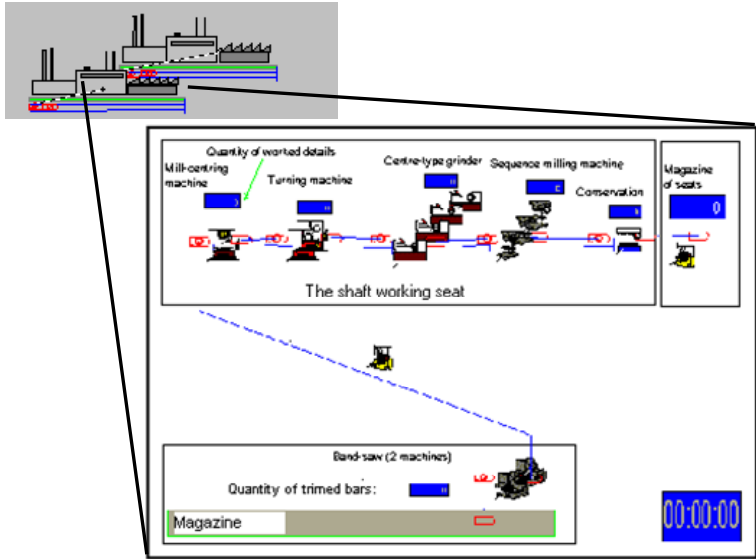 Quantity of worked details
Mill-centring
machine
Turning machine
Centre-type grinder
Sequence milling machine
Conservation
Magazine
of seats
0
The shaft working seat
Band-saw (2 machines)
Quantity of trimed bars:
Magazine
00:00:00